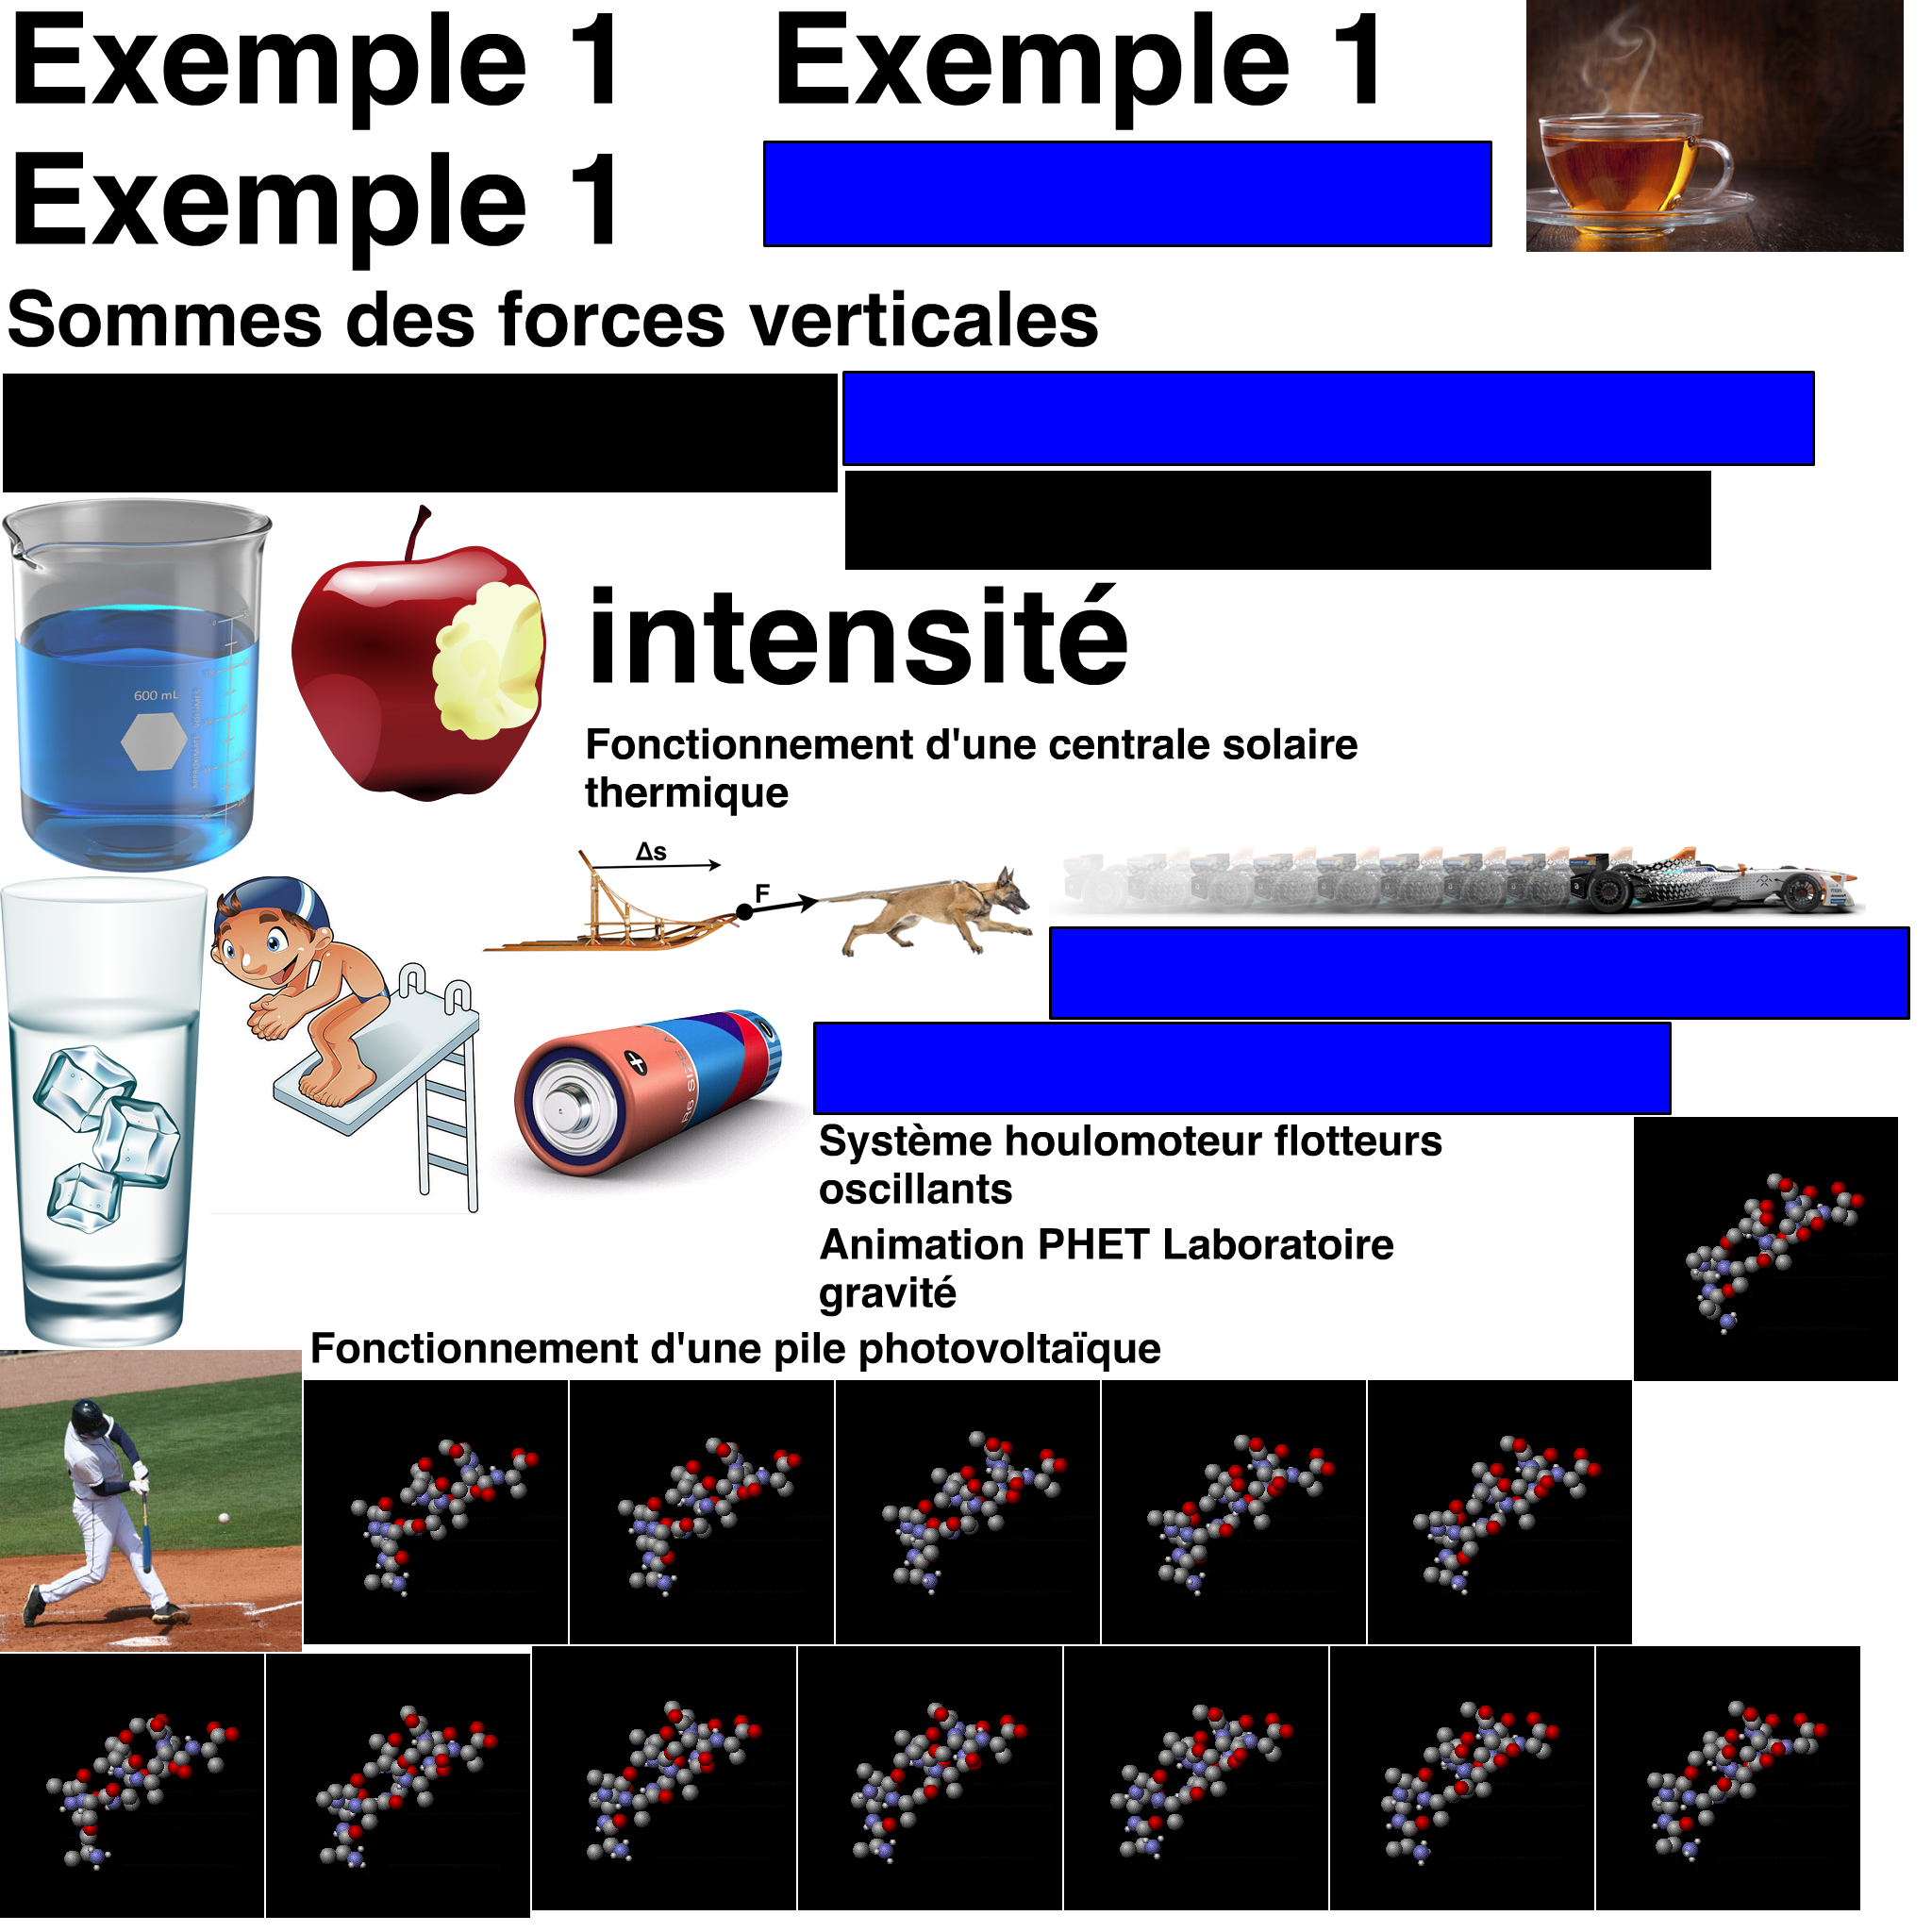 Exemple 1
Exemple 1
Exemple 1
Sommes des forces verticales
600 mL
intensité
Fonctionnement d'une centrale solaire
thermique
Δs
F
+
Système houlomoteur flotteurs
oscillants
Animation PHET Laboratoire
gravité
Fonctionnement d'une pile photovoltaïque